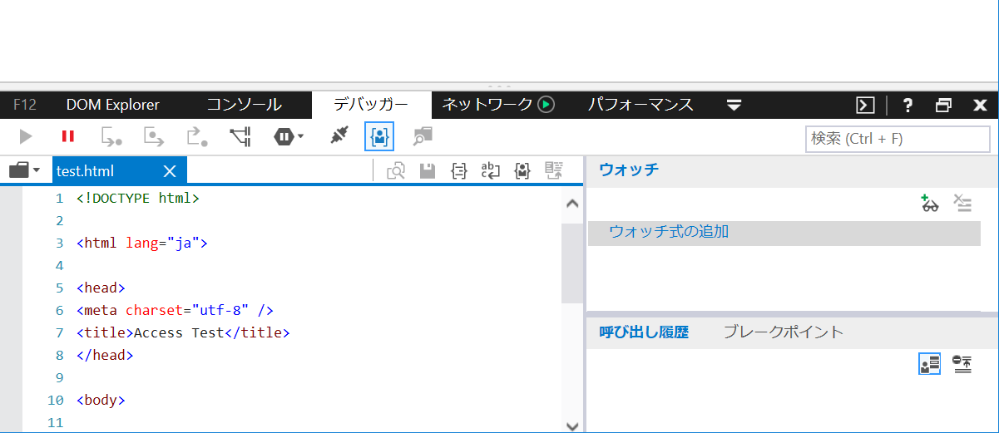 F12 DOM Explorer コンソール デバッガー ネットワーク パフォーマンス ?
検索 (Ctrl + F)
test.html
1 <!DOCTYPE html>
2
3 <html lang="ja">
4
5 <head>
6 <meta charset="utf-8" />
7 <title>Access Test</title>
8 </head>
9
10 <body>
11
ウォッチ
ウォッチ式の追加
呼び出し履歴 ブレークポイント